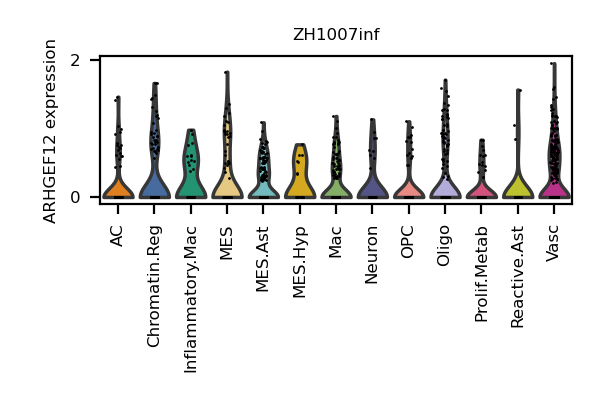 ZH1007inf
ARHGEF12 expression
2
0
AC
Chromatin.Reg
Inflammatory.Mac
MES
MES.Ast
MES.Hyp
Mac
Neuron
OPC
Oligo
Prolif.Metab
Reactive.Ast
Vasc